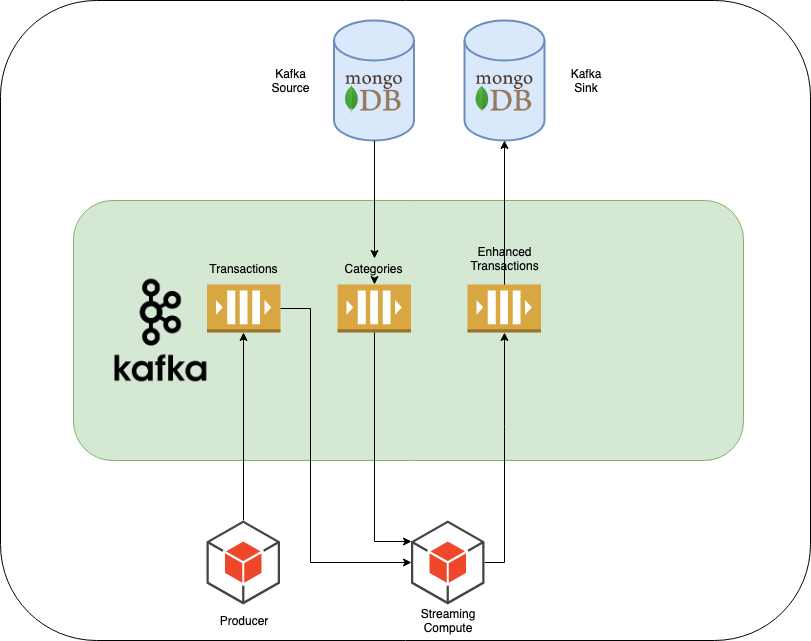 Kafka
Source
mongo
DB
mongo
DB
Kafka
Sink
Transactions
Categories
Enhanced
Transactions
kafka
Producer
Streaming
Compute